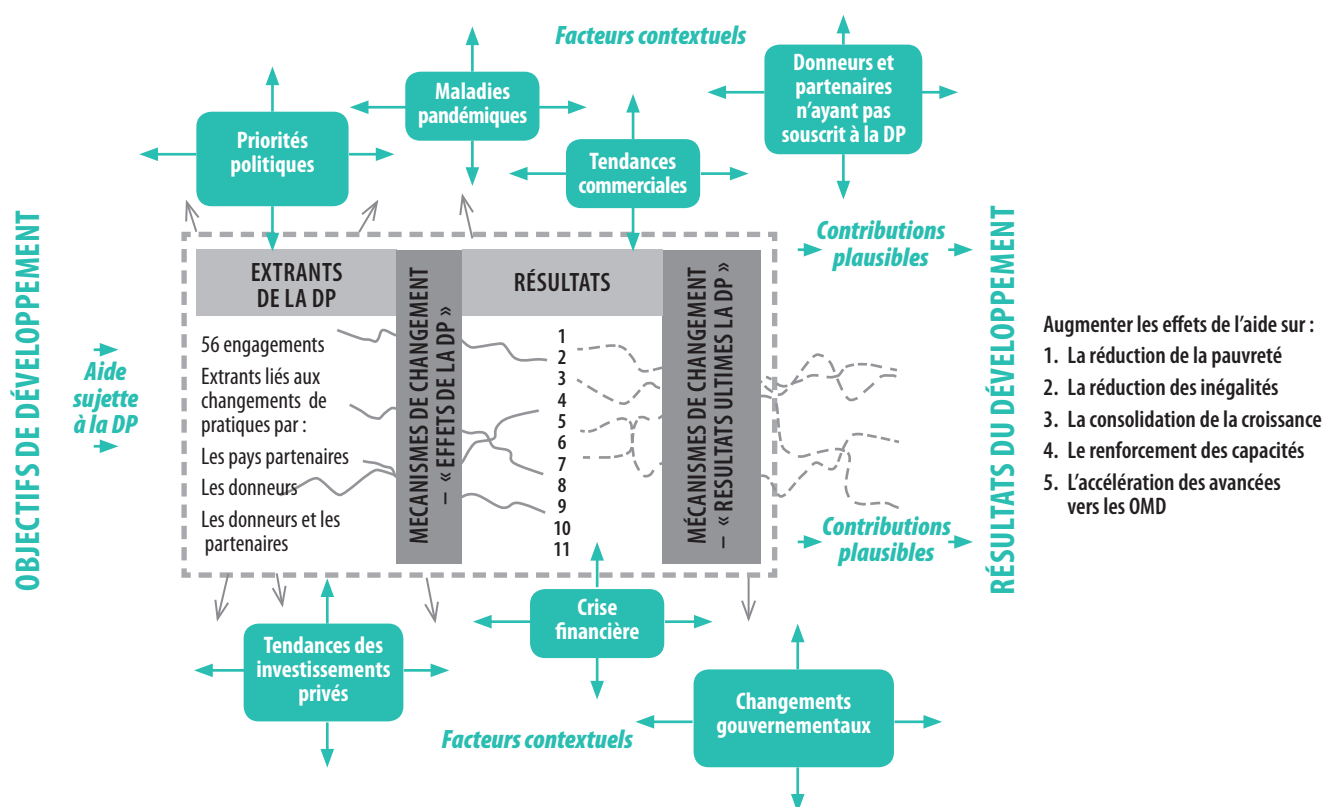 Facteurs contextuels
Priorités
politiques
Maladies
pandémiques
Tendances
commerciales
Donneurs et
partenaires
n'ayant pas
souscrit à la DP
OBJECTIFS DE DÉVELOPPEMENT
Aide
sujette
à la DP
EXTRANTS
DE LA DP
56 engagements
Extrants liés aux
changements de
pratiques par :
Les pays partenaires
Les donneurs
Les donneurs et les
partenaires
MECANISMES DE CHANGEMENT
– « EFFETS DE LA DP »
RÉSULTATS
1
2
3
4
5
6
7
8
9
10
11
MÉCANISMES DE CHANGEMENT
– « RESULTATS ULTIMES LA DP »
Contributions
plausibles
Contributions
plausibles
RÉSULTATS DU DÉVELOPPEMENT
Augmenter les effets de l'aide sur :
1. La réduction de la pauvreté
2. La réduction des inégalités
3. La consolidation de la croissance
4. Le renforcement des capacités
5. L'accélération des avancées
vers les OMD
Tendances des
investissements
privés
Crise
financière
Changements
gouvernementaux
Facteurs contextuels